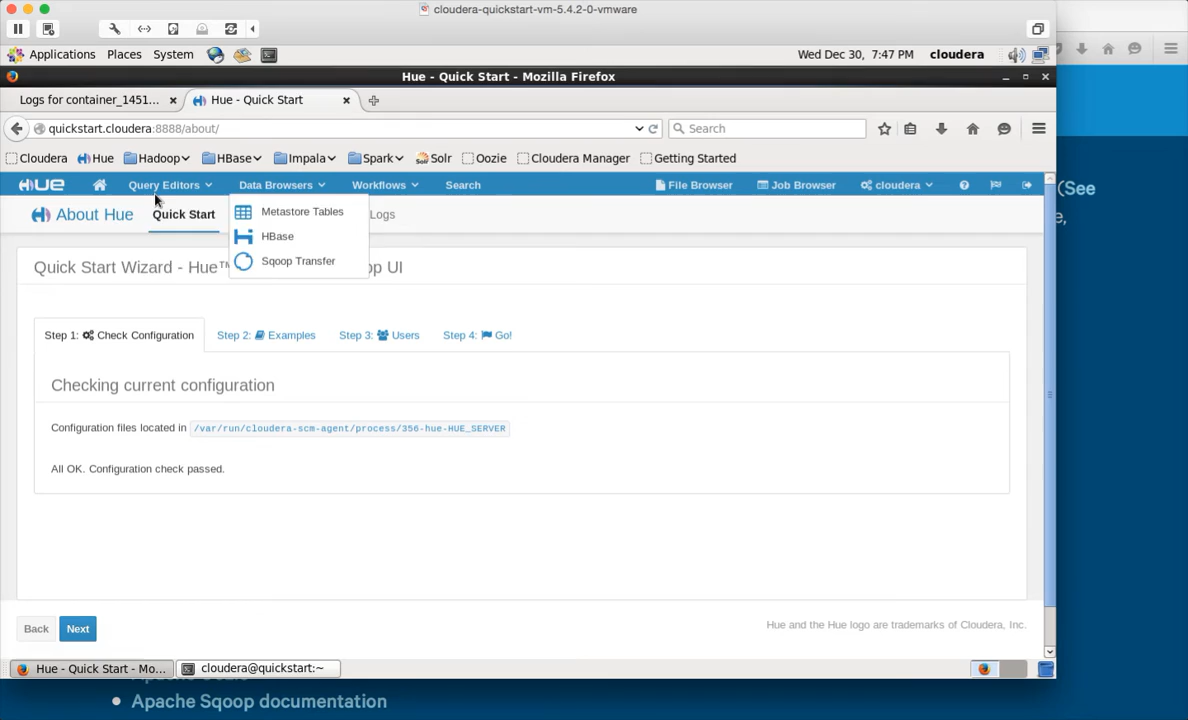 cloudera-quickstart-vm-5.4.2-0-vmware
Applications Places System Wed Dec 30, 7:47 PM cloudera
Hue - Quick Start - Mozilla Firefox
Logs for container_1451... Hue - Quick Start
quickstart.cloudera:8888/about/ Search
Cloudera Hue Hadoop HBase Impala Spark Solr Oozie Cloudera Manager Getting Started
HUE Query Editors Data Browsers Workflows Search File Browser Job Browser cloudera
(See
About Hue Quick Start Metastore Tables Logs
HBase
Sqoop Transfer
Quick Start Wizard - Hue™ p UI
Step 1: Check Configuration Step 2: Examples Step 3: Users Step 4: Go!
Checking current configuration
Configuration files located in /var/run/cloudera-scm-agent/process/356-hue-HUE_SERVER
All OK. Configuration check passed.
Back Next Hue and the Hue logo are trademarks of Cloudera, Inc.
Hue - Quick Start - Mo... cloudera@quickstart:~
• Apache Sqoop documentation